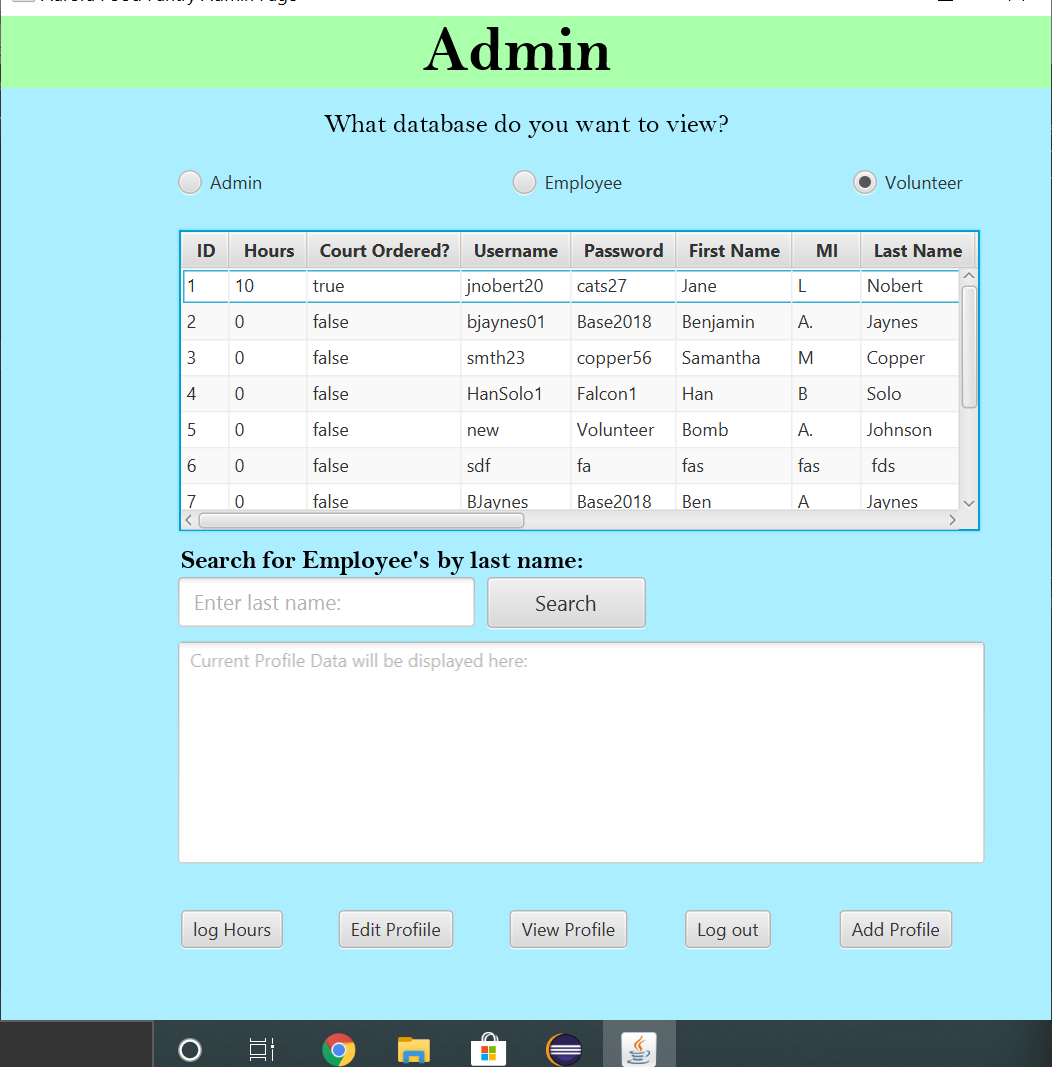 Admin
What database do you want to view?
Admin Employee Volunteer
ID Hours Court Ordered? Username Password First Name MI Last Name
1 10 true jnobert20 cats27 Jane L Nobert
2 0 false bjaynes01 Base2018 Benjamin A. Jaynes
3 0 false smth23 copper56 Samantha M Copper
4 0 false HanSolo1 Falcon1 Han B Solo
5 0 false new Volunteer Bomb A. Johnson
6 0 false sdf fa fas fas fds
7 0 false BJaynes Base2018 Ben A Jaynes
Search for Employee's by last name:
Enter last name: Search
Current Profile Data will be displayed here:
log Hours Edit Profiile View Profile Log out Add Profile